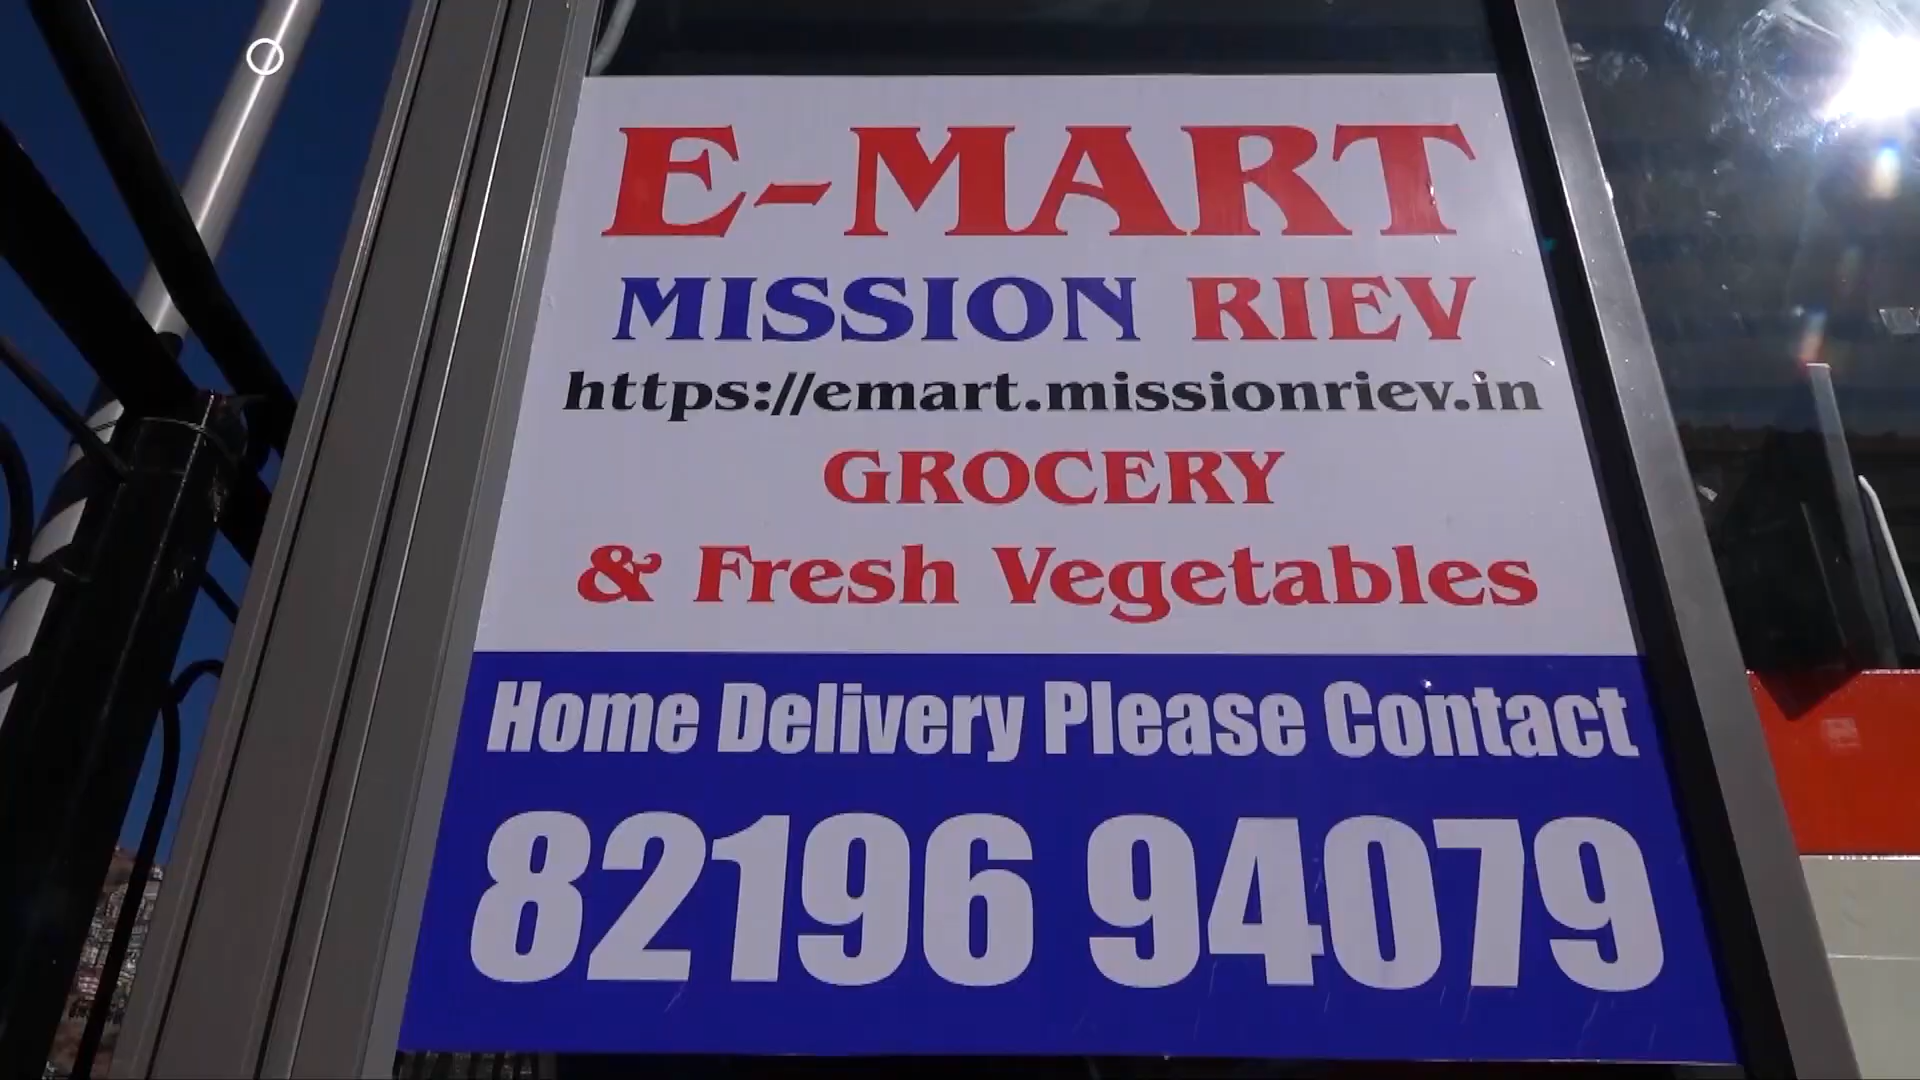 E-MART
MISSION RIEV
https://emart.missionriev.in
GROCERY
& Fresh Vegetables
Home Delivery Please Contact
82196 94079